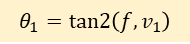 θ₁ = tan2(f, v₁)